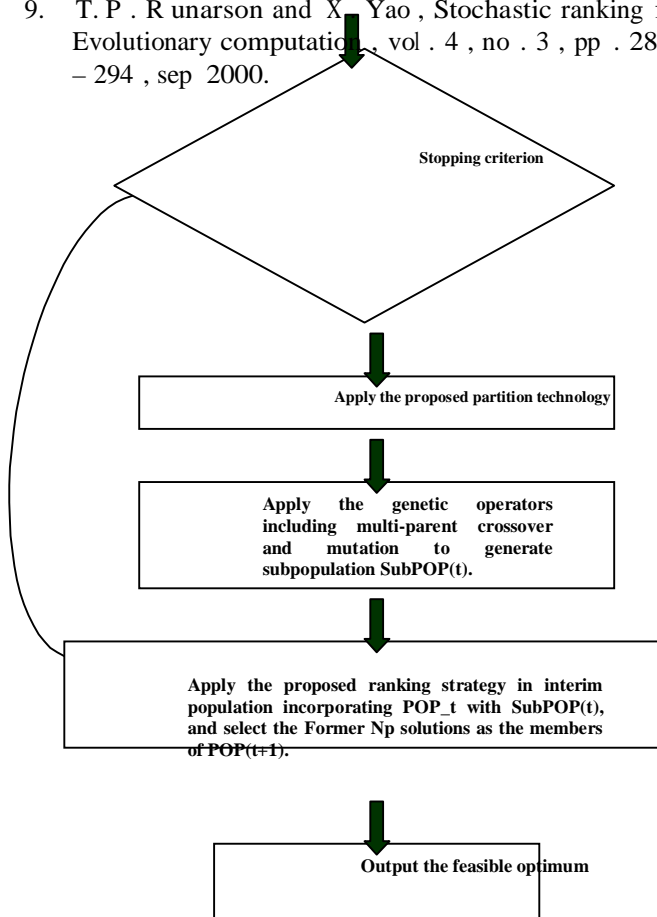 9. T. P . R unarson and X . Yao , Stochastic ranking f
Evolutionary computation , vol . 4 , no . 3 , pp . 28
– 294 , sep 2000.
Stopping criterion
Apply the proposed partition technology
Apply the genetic operators
including multi-parent crossover
and mutation to generate
subpopulation SubPOP(t).
Apply the proposed ranking strategy in interim
population incorporating POP_t with SubPOP(t),
and select the Former Np solutions as the members
of POP(t+1).
Output the feasible optimum